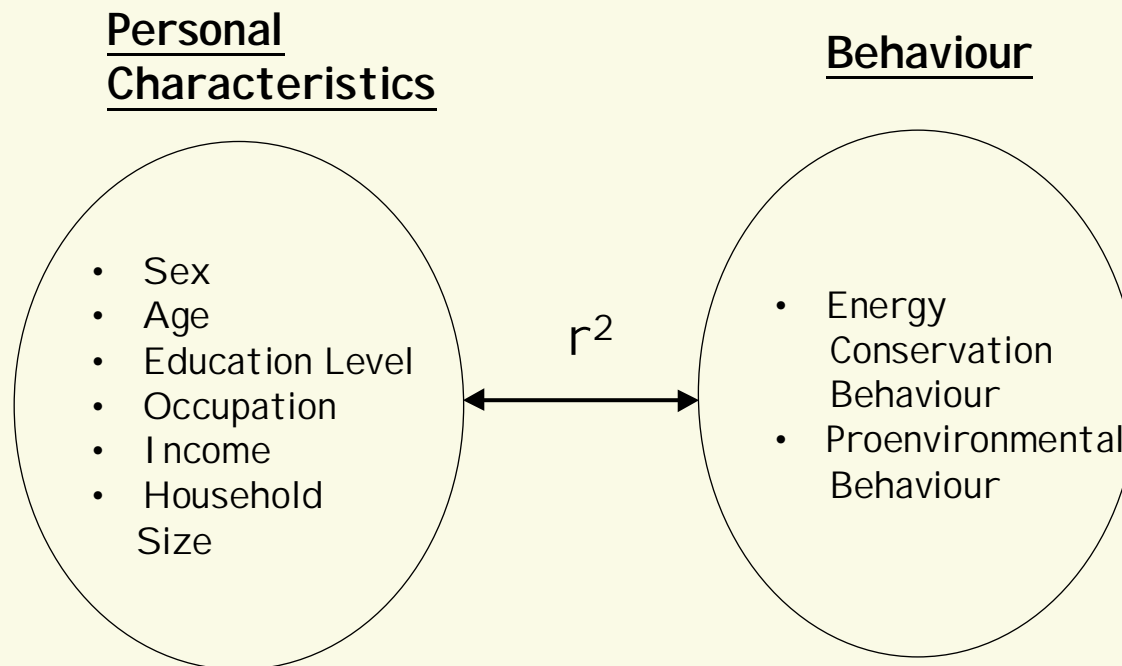 Personal
Characteristics
• Sex
• Age
• Education Level
• Occupation
• Income
• Household
Size
r²
Behaviour
• Energy
Conservation
Behaviour
• Proenvironmental
Behaviour